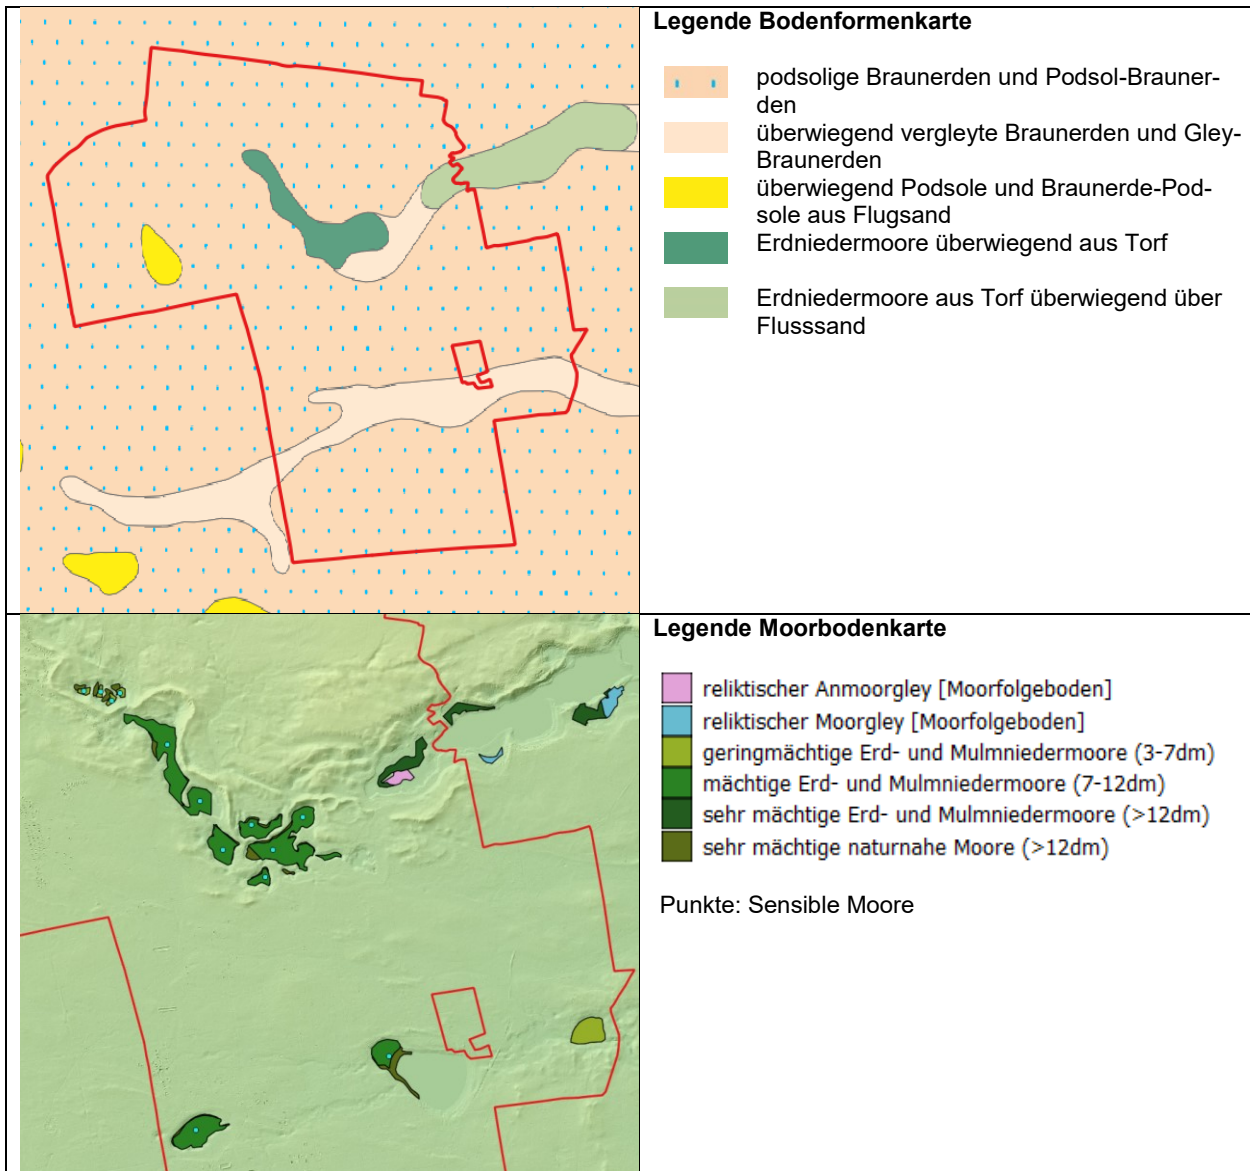 Legende Bodenformenkarte
podsolige Braunerden und Podsol-Brauner-
den
überwiegend vergleyte Braunerden und Gley-
Braunerden
überwiegend Podsole und Braunerde-Pod-
sole aus Flugsand
Erdniedermoore überwiegend aus Torf
Erdniedermoore aus Torf überwiegend über
Flusssand
Legende Moorbodenkarte
reliktischer Anmoorgley [Moorfolgeboden]
reliktischer Moorgley [Moorfolgeboden]
geringmächtige Erd- und Mulmniedermoore (3-7dm)
mächtige Erd- und Mulmniedermoore (7-12dm)
sehr mächtige Erd- und Mulmniedermoore (>12dm)
sehr mächtige naturnahe Moore (>12dm)
Punkte: Sensible Moore